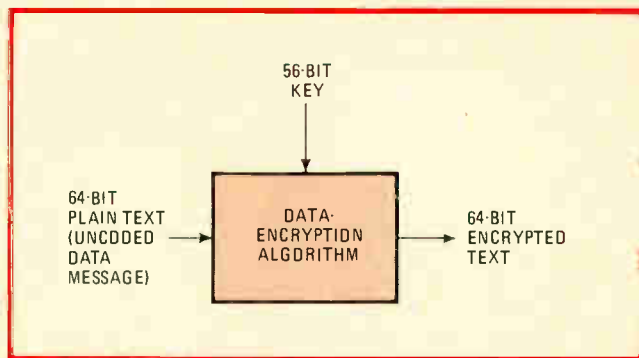 56-BIT
KEY
64-BIT
PLAIN TEXT
(UNCODED
DATA
MESSAGE)
DATA-
ENCRYPTION
ALGORITHM
64-BIT
ENCRYPTED
TEXT